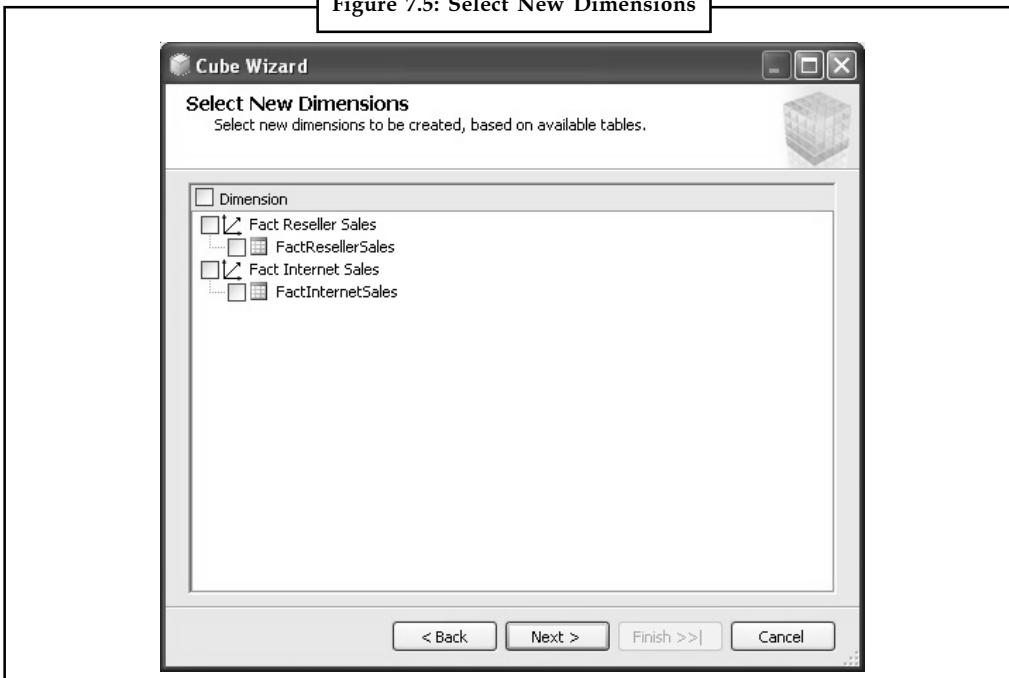 Figure 7.5: Select New Dimensions
Cube Wizard
Select New Dimensions
Select new dimensions to be created, based on available tables.
Dimension
Fact Reseller Sales
FactResellerSales
Fact Internet Sales
FactInternetSales
< Back
Next >
Finish >>|
Cancel